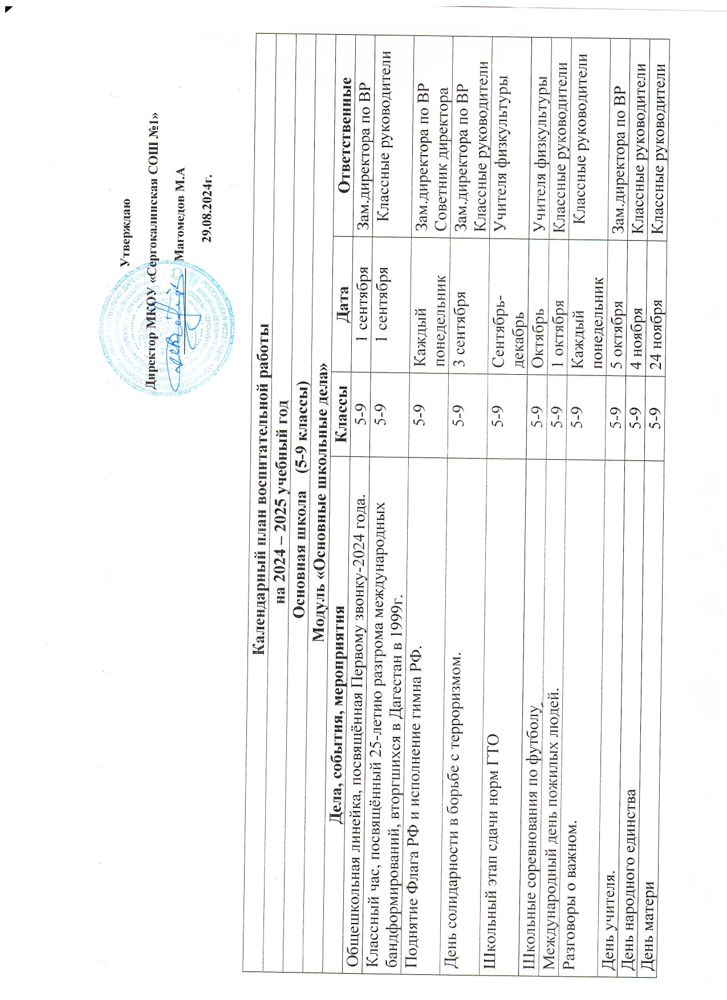 Утверждаю
Директор МКОУ «Сергокалинская СОШ №1»
Магомедов М.А
29.08.2024г.
Календарный план воспитательной работы
на 2024 – 2025 учебный год
Основная школа (5-9 классы)
Модуль «Основные школьные дела»
Дела, события, мероприятия Классы Дата Ответственные
Общешкольная линейка, посвящённая Первому звонку-2024 года. 5-9 1 сентября Зам.директора по ВР
Классный час, посвящённый 25-летию разгрома международных 5-9 1 сентября Классные руководители
бандформирований, вторгшихся в Дагестан в 1999г.
Поднятие Флага РФ и исполнение гимна РФ. 5-9 Каждый Зам.директора по ВР
понедельник Советник директора
День солидарности в борьбе с терроризмом. 5-9 3 сентября Зам.директора по ВР
Классные руководители
Школьный этап сдачи норм ГТО 5-9 Сентябрь- Учителя физкультуры
декабрь
Школьные соревнования по футболу 5-9 Октябрь Учителя физкультуры
Международный день пожилых людей. 5-9 1 октября Классные руководители
Разговоры о важном. 5-9 Каждый Классные руководители
понедельник
День учителя. 5-9 5 октября Зам.директора по ВР
День народного единства 5-9 4 ноября Классные руководители
День матери 5-9 24 ноября Классные руководители